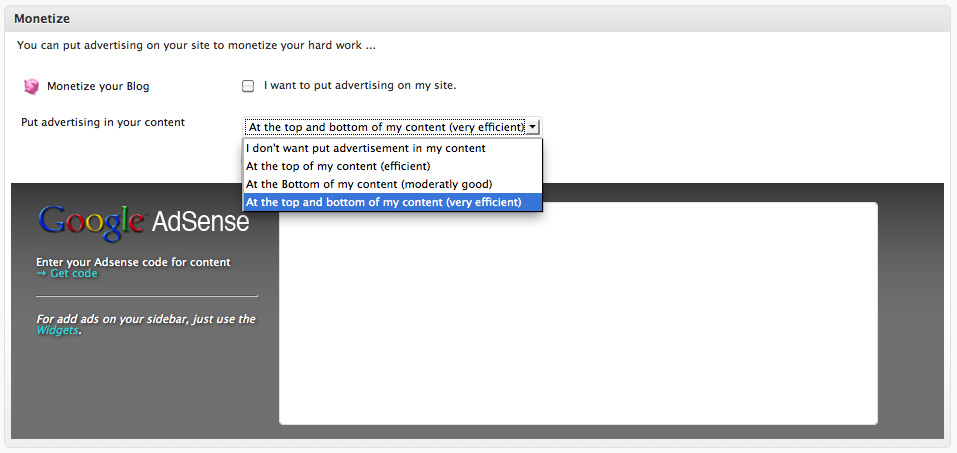 Monetize
You can put advertising on your site to monetize your hard work ...
Monetize your Blog
I want to put advertising on my site.
Put advertising in your content
At the top and bottom of my content (very efficient)
I don't want put advertisement in my content
At the top of my content (efficient)
At the Bottom of my content (moderatly good)
At the top and bottom of my content (very efficient)
Google AdSense
Enter your Adsense code for content
→ Get code
For add ads on your sidebar, just use the
Widgets.